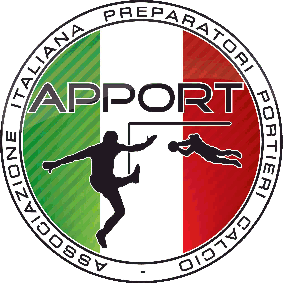 ASSOCIAZIONE ITALIANA PREPARATORI PORTIERI CALCIO -
APPORT